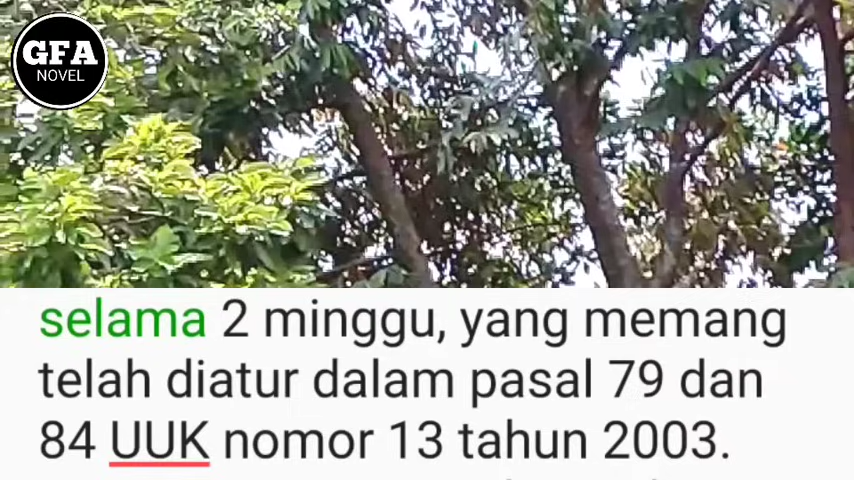 GFA
NOVEL
selama 2 minggu, yang memang
telah diatur dalam pasal 79 dan
84 UUK nomor 13 tahun 2003.